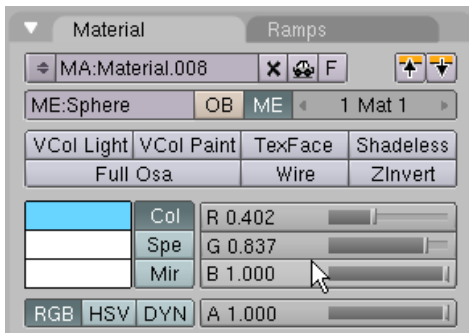 Material Ramps
MA:Material.008 F
ME:Sphere OB ME 1 Mat 1
VCol Light VCol Paint TexFace Shadeless
Full Osa Wire ZInvert
Col R 0.402
Spe G 0.837
Mir B 1.000
RGB HSV DYN A 1.000